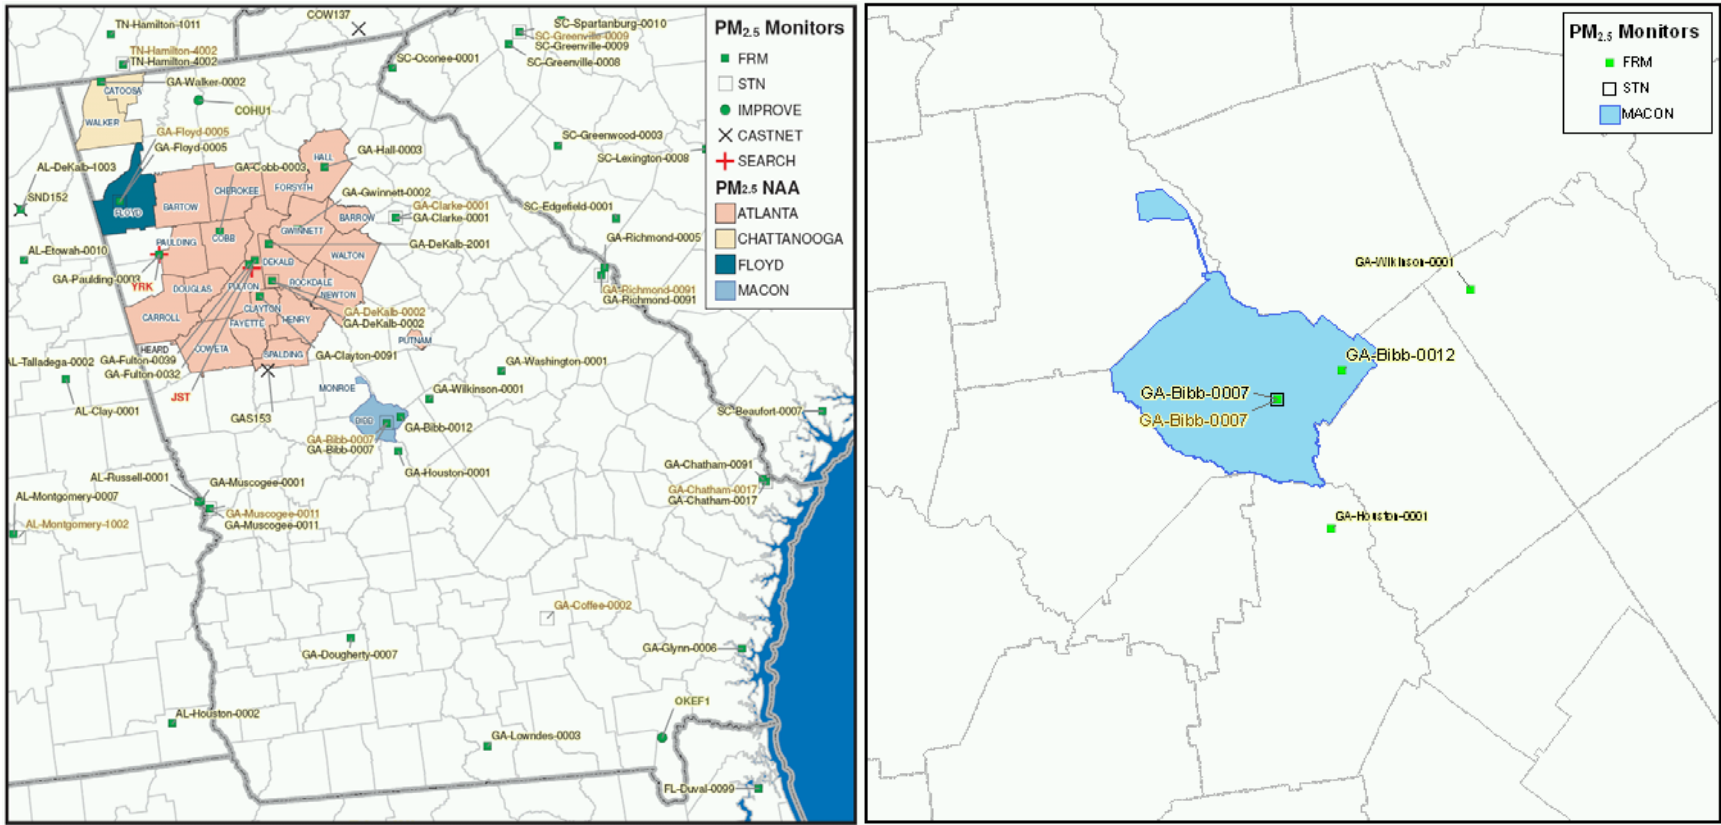 COW137
TN-Hamilton-1011
SC-Spartanburg-0010
SC-Greenville-0009
SC-Greenville-0009
SC-Greenville-0008
TN-Hamilton-4002
TN-Hamilton-4002
SC-Oconee-0001
GA-Walker-0002
CATOOSA
COHU1
WALKER
GA-Floyd-0005
GA-Floyd-0005
SC-Greenwood-0003
SC-Lexington-0008
HALL
GA-Hall-0003
AL-DeKalb-1003
GA-Cobb-0003
CHEROKEE
FORSYTH
GA-Gwinnett-0002
SND152
FLOYD
BARTOW
GA-Clarke-0001
GA-Clarke-0001
SC-Edgefield-0001
BARROW
GWINNETT
PAULDING
COBB
GA-DeKalb-2001
GA-Richmond-0005
AL-Etowah-0010
DEKALB
WALTON
GA-Paulding-0003
YRK
DOUGLAS
FULTON
ROCKDALE
NEWTON
GA-Richmond-0091
GA-Richmond-0091
CARROLL
CLAYTON
FAYETTE
HENRY
GA-DeKalb-0002
GA-DeKalb-0002
PUTNAM
HEARD
COWETA
SPALDING
GA-Clayton-0091
AL-Talladega-0002
GA-Fulton-0039
GA-Fulton-0032
GA-Washington-0001
MONROE
GA-Wilkinson-0001
JST
AL-Clay-0001
GAS153
BIBB
GA-Bibb-0012
SC-Beaufort-0007
GA-Bibb-0007
GA-Bibb-0007
GA-Houston-0001
GA-Chatham-0091
AL-Russell-0001
GA-Muscogee-0001
GA-Chatham-0017
GA-Chatham-0017
AL-Montgomery-0007
GA-Muscogee-0011
GA-Muscogee-0011
AL-Montgomery-1002
GA-Coffee-0002
GA-Dougherty-0007
GA-Glynn-0006
OKEF1
AL-Houston-0002
GA-Lowndes-0003
FL-Duval-0099
PM2.5 Monitors
FRM
STN
IMPROVE
CASTNET
SEARCH
PM2.5 NAA
ATLANTA
CHATTANOOGA
FLOYD
MACON
PM2.5 Monitors
FRM
STN
MACON
GA-Wilkinson-0001
GA-Bibb-0012
GA-Bibb-0007
GA-Bibb-0007
GA-Houston-0001